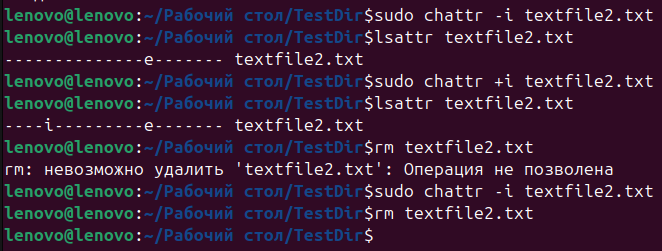 lenovo@lenovo:~/Рабочий стол/TestDir$sudo chattr -i textfile2.txt
lenovo@lenovo:~/Рабочий стол/TestDir$lsattr textfile2.txt
--------------e------- textfile2.txt
lenovo@lenovo:~/Рабочий стол/TestDir$sudo chattr +i textfile2.txt
lenovo@lenovo:~/Рабочий стол/TestDir$lsattr textfile2.txt
----i---------e------- textfile2.txt
lenovo@lenovo:~/Рабочий стол/TestDir$rm textfile2.txt
rm: невозможно удалить 'textfile2.txt': Операция не позволена
lenovo@lenovo:~/Рабочий стол/TestDir$sudo chattr -i textfile2.txt
lenovo@lenovo:~/Рабочий стол/TestDir$rm textfile2.txt
lenovo@lenovo:~/Рабочий стол/TestDir$